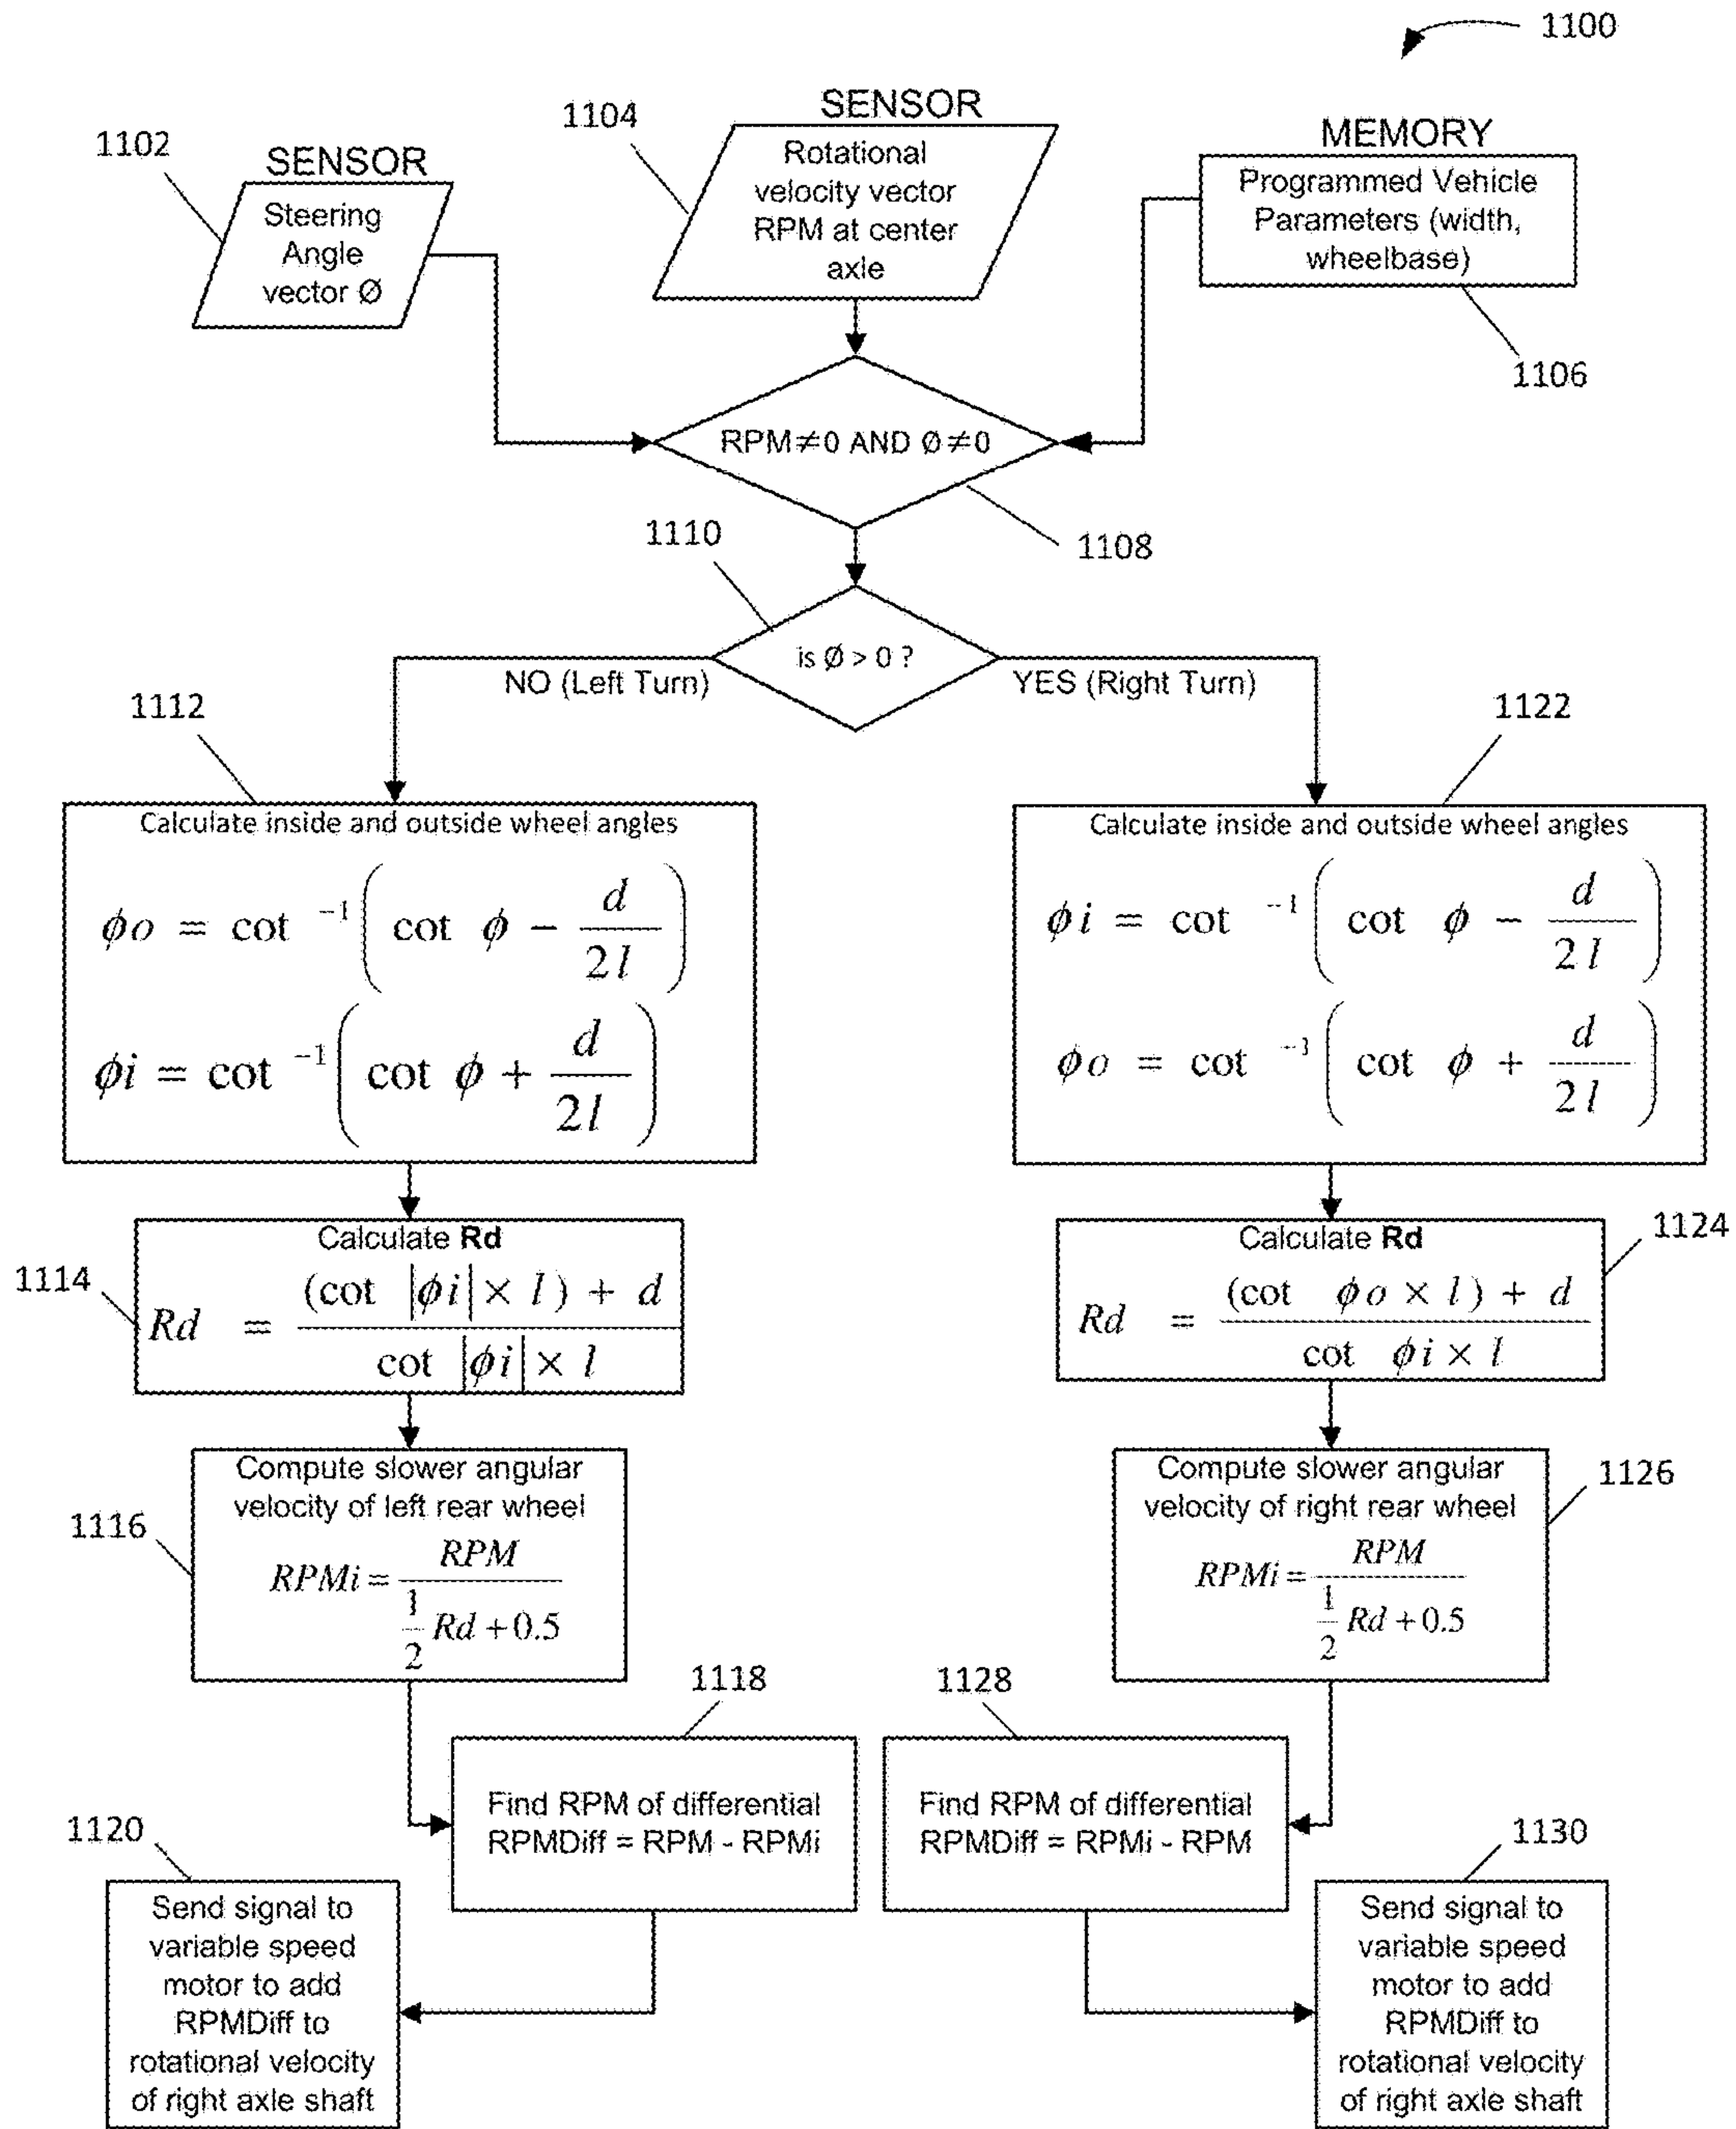 1100
1102
SENSOR
Steering
Angle
vector Ø
1104
SENSOR
Rotational
velocity vector
RPM at center
axle
MEMORY
Programmed Vehicle
Parameters (width,
wheelbase)
1106
RPM≠0 AND Ø≠0
1108
1110
is Ø > 0 ?
NO (Left Turn)
YES (Right Turn)
1112
Calculate inside and outside wheel angles
ϕo = cot ⁻¹( cot ϕ − d/2l )
ϕi = cot ⁻¹( cot ϕ + d/2l )
1122
Calculate inside and outside wheel angles
ϕi = cot ⁻¹( cot ϕ − d/2l )
ϕo = cot ⁻¹( cot ϕ + d/2l )
1114
Calculate Rd
Rd = ((cot |ϕi| × l) + d)/(cot |ϕi| × l)
1124
Calculate Rd
Rd = ((cot ϕo × l) + d)/(cot ϕi × l)
1116
Compute slower angular
velocity of left rear wheel
RPMi = RPM/(1/2 Rd + 0.5)
1126
Compute slower angular
velocity of right rear wheel
RPMi = RPM/(1/2 Rd + 0.5)
1118
Find RPM of differential
RPMDiff = RPM - RPMi
1128
Find RPM of differential
RPMDiff = RPMi - RPM
1120
Send signal to
variable speed
motor to add
RPMDiff to
rotational velocity
of right axle shaft
1130
Send signal to
variable speed
motor to add
RPMDiff to
rotational velocity
of right axle shaft